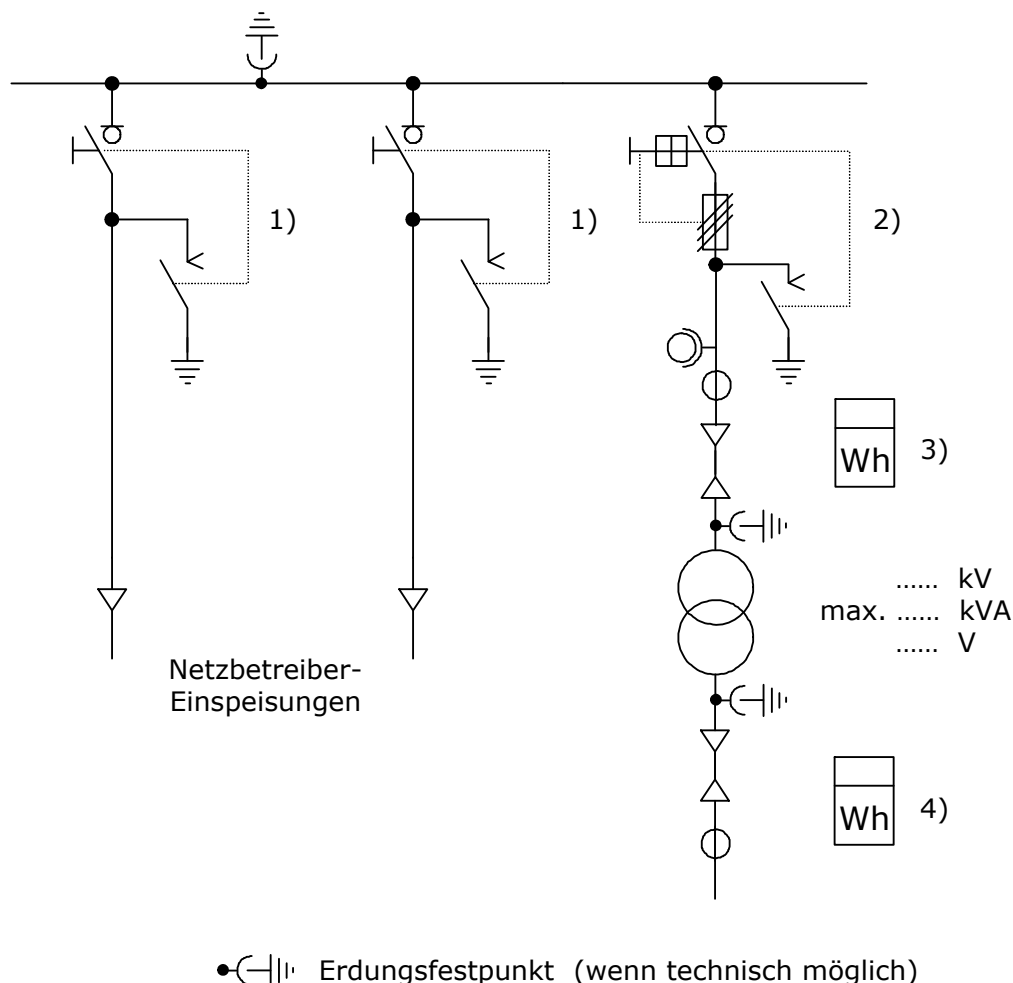 1)
1)
2)
3)
Wh
...... kV
max. ...... kVA
...... V
Netzbetreiber-
Einspeisungen
4)
Wh
Erdungsfestpunkt (wenn technisch möglich)